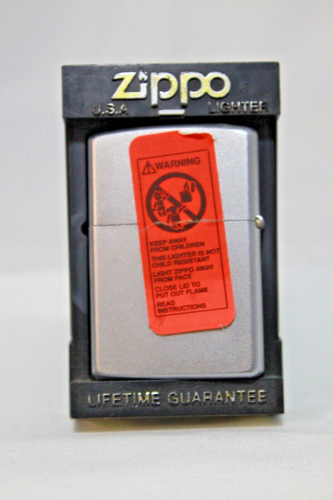 zippo
U.S.A LIGHTER
WARNING
KEEP AWAY
FROM CHILDREN
THIS LIGHTER IS NOT
CHILD RESISTANT
LIGHT ZIPPO AWAY
FROM FACE
CLOSE LID TO
PUT OUT FLAME
READ
INSTRUCTIONS
LIFETIME GUARANTEE